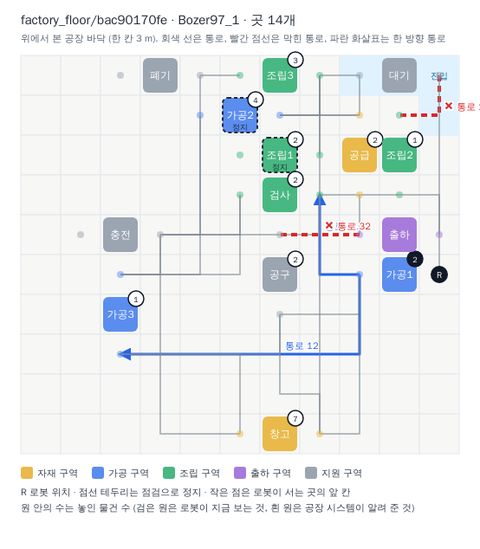 factory_floor/bac90170fe · Bozer97_1 · 곳 14개
위에서 본 공장 바닥 (한 칸 3 m). 회색 선은 통로, 빨간 점선은 막힌 통로, 파란 화살표는 한 방향 통로
폐기
조립3
3
대기
가공2
정지
4
✖ 통로
조립1
정지
2
공급
2
조립2
1
검사
2
충전
✖ 통로 32
출하
공구
2
가공1
2
R
가공3
1
통로 12
창고
7
자재 구역
가공 구역
조립 구역
출하 구역
지원 구역
R 로봇 위치 · 점선 테두리는 점검으로 정지 · 작은 점은 로봇이 서는 곳의 앞 칸
원 안의 수는 놓인 물건 수 (검은 원은 로봇이 지금 보는 것, 흰 원은 공장 시스템이 알려 준 것)